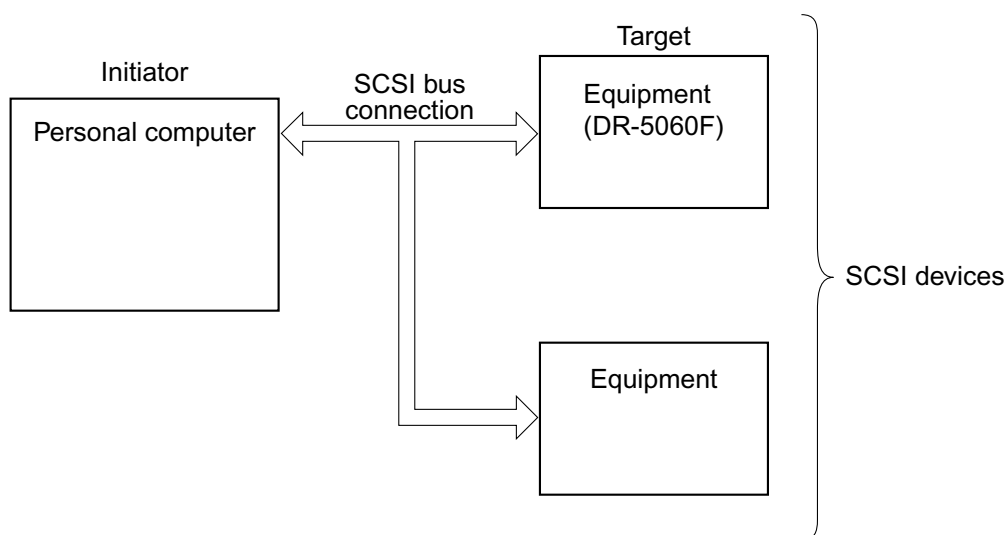 Initiator
Personal computer
SCSI bus
connection
Target
Equipment
(DR-5060F)
Equipment
SCSI devices